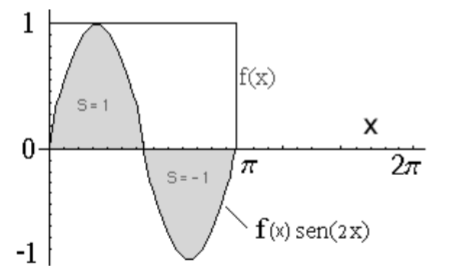 1
f(x)
S = 1
x
0
π
2π
S = - 1
f(x) sen(2x)
-1